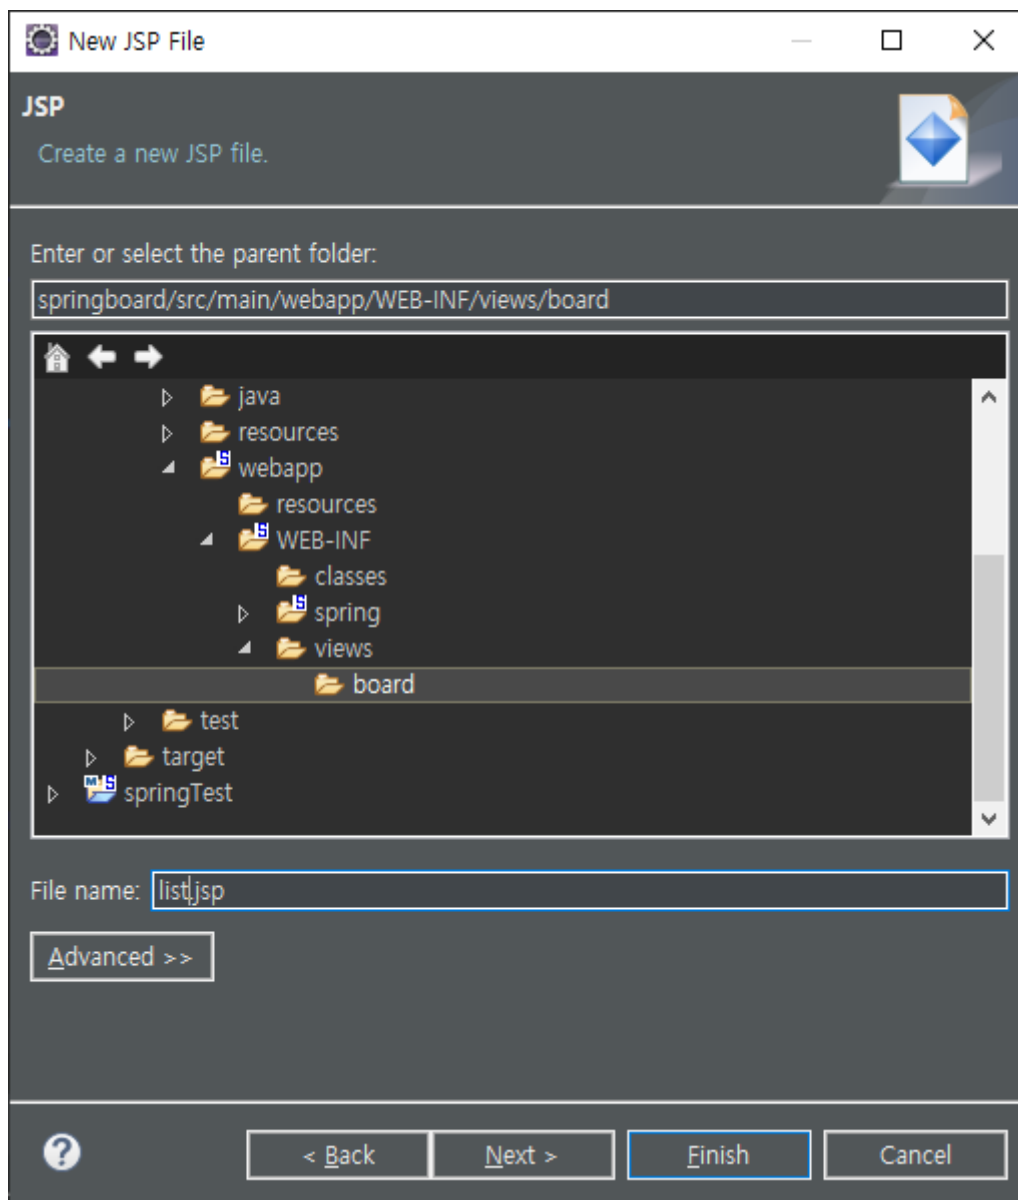 New JSP File
JSP
Create a new JSP file.
Enter or select the parent folder:
springboard/src/main/webapp/WEB-INF/views/board
java
resources
webapp
resources
WEB-INF
classes
spring
views
board
test
target
springTest
File name: list.jsp
Advanced >>
< Back Next > Finish Cancel